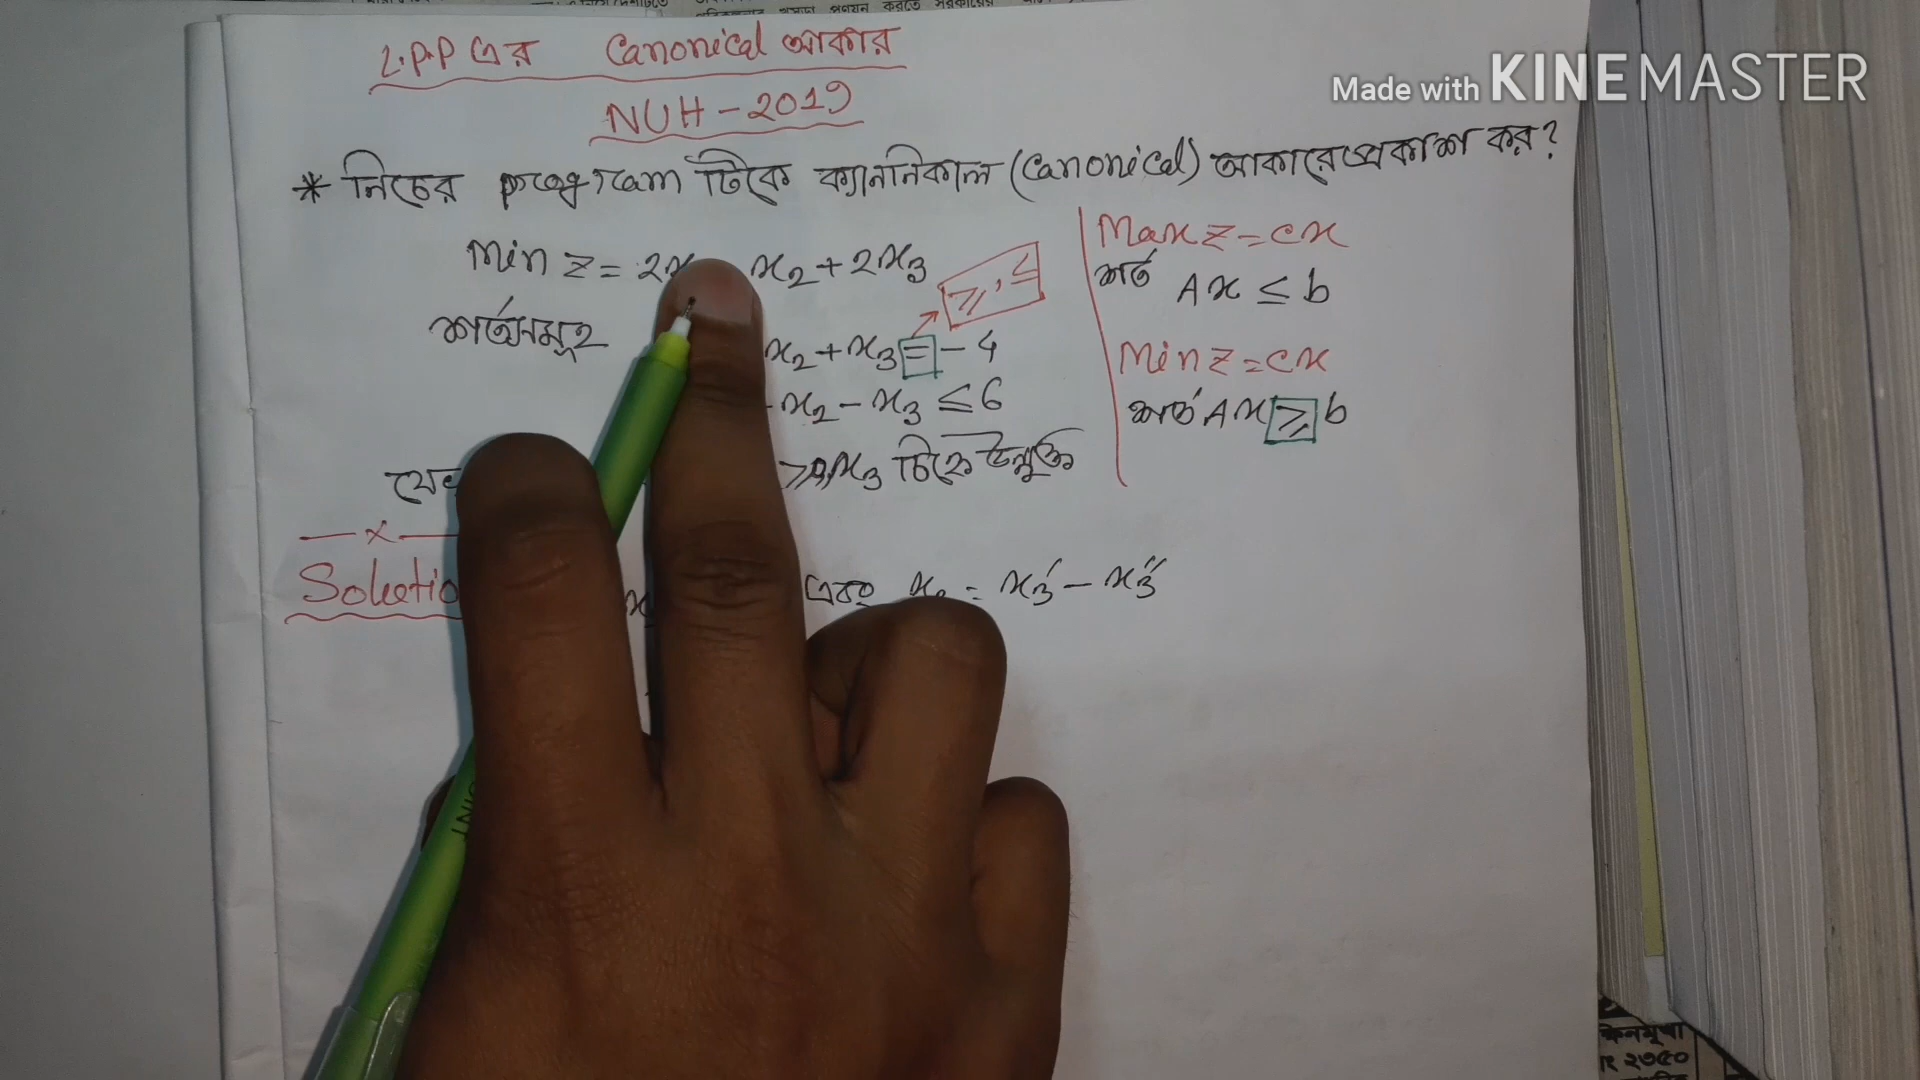 L.P.P এর Canonical আকার
Made with KINEMASTER
NUH - 2019
* নিচের program টিকে ক্যাননিকাল (Canonical) আকারে প্রকাশ কর?
Min z = 2x x₂ + 2x₃
শর্তসমূহ
x₂ + x₃ = - 4
≥, ≤
- x₂ - x₃ ≤ 6
x₃ চিহ্নে উন্মুক্ত
Max z = cx
শর্ত Ax ≤ b
Min z = cx
শর্ত Ax ≥ b
— x —
Solutio
x
এবং = x₃′ - x₃″